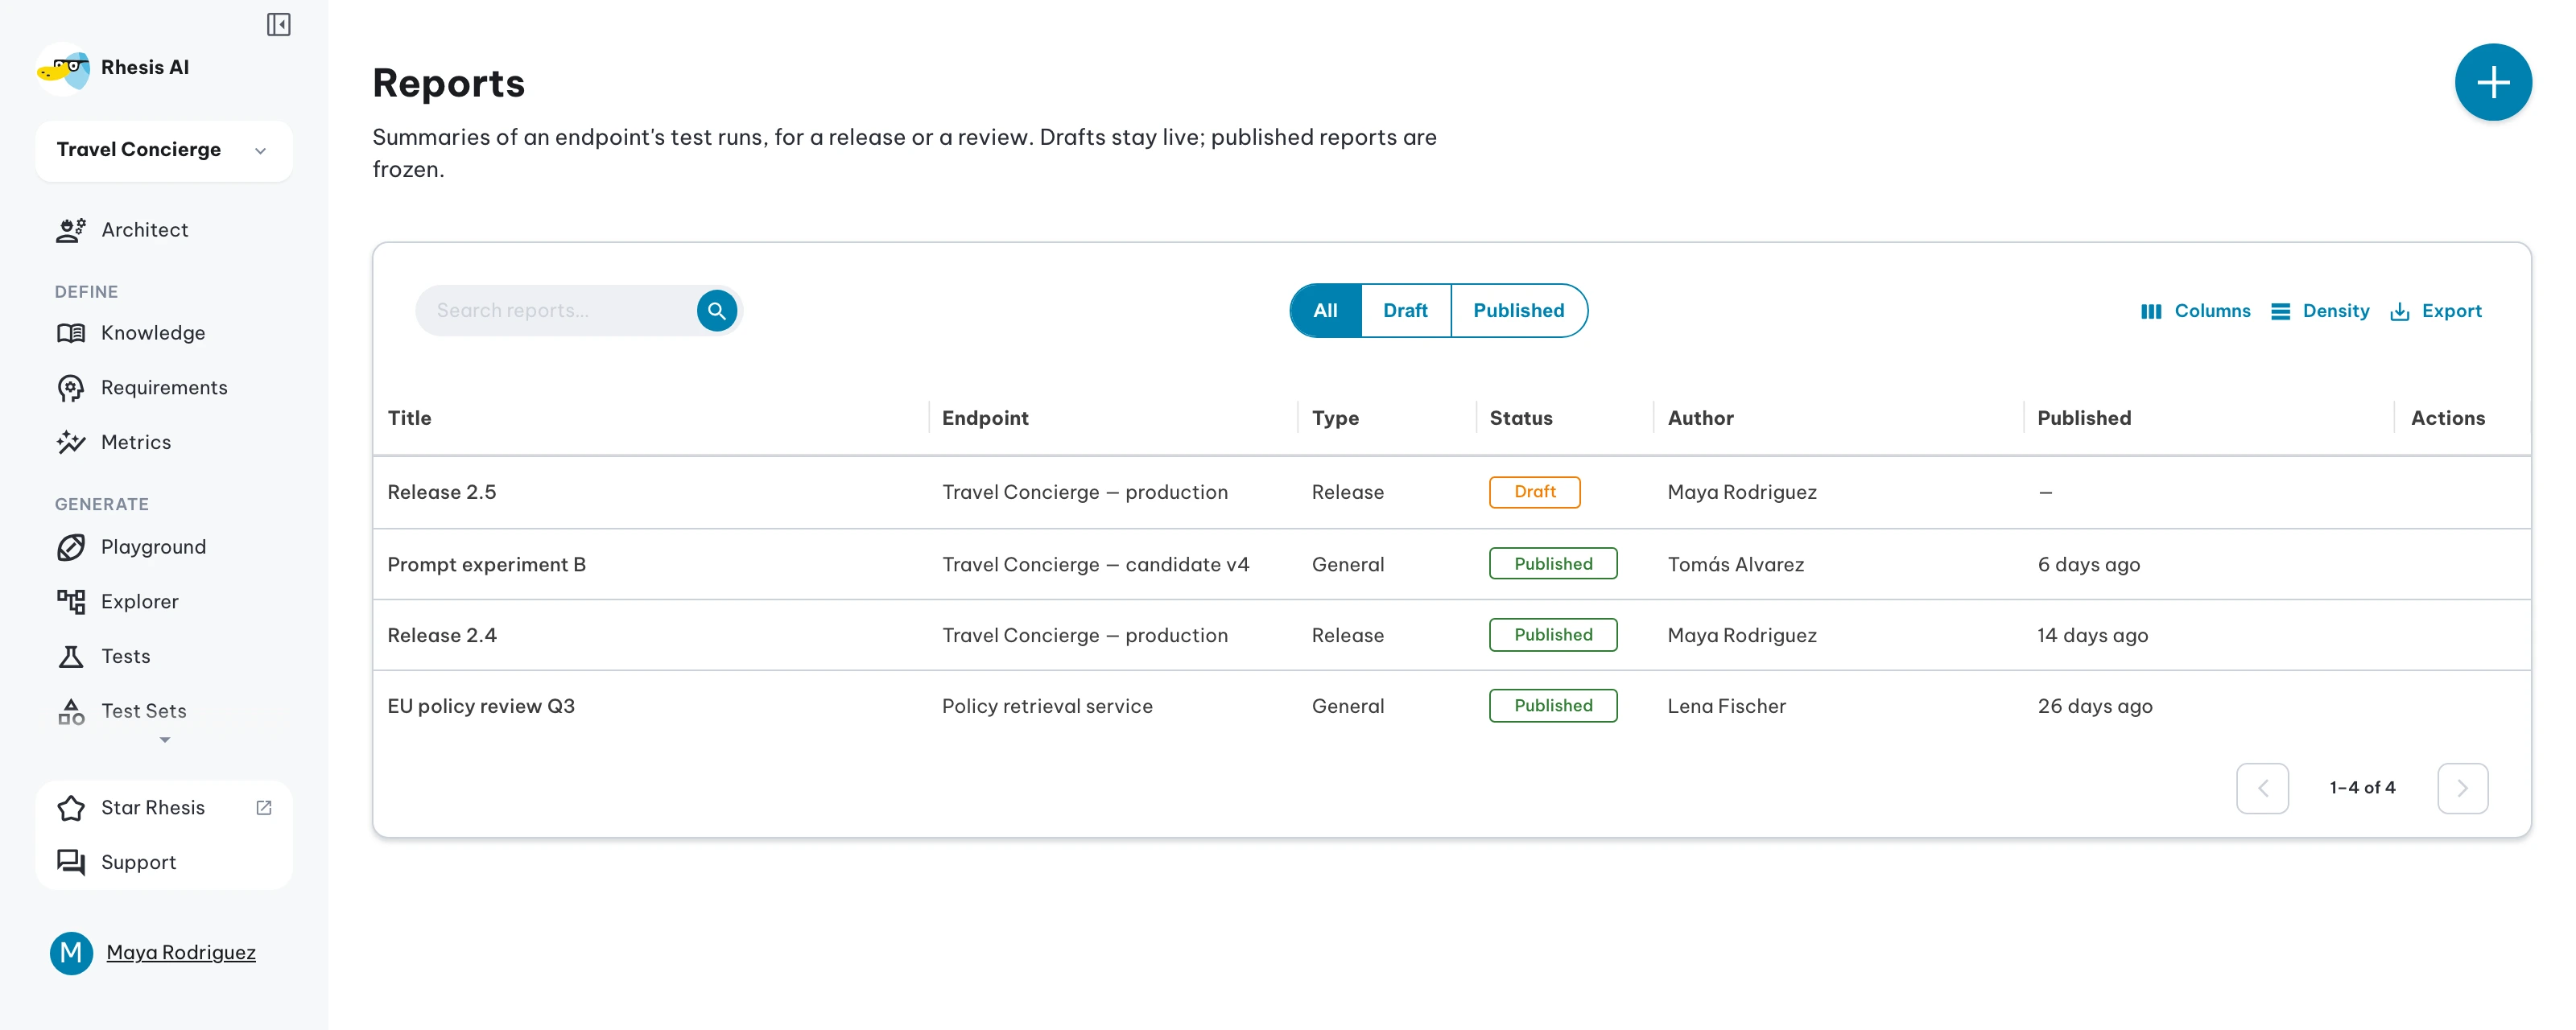 Rhesis AI
Travel Concierge
Architect
DEFINE
Knowledge
Requirements
Metrics
GENERATE
Playground
Explorer
Tests
Test Sets
Star Rhesis
Support
M
Maya Rodriguez
Reports
Summaries of an endpoint's test runs, for a release or a review. Drafts stay live; published reports are
frozen.
Search reports...
All Draft Published
Columns Density Export
Title Endpoint Type Status Author Published Actions
Release 2.5 Travel Concierge — production Release Draft Maya Rodriguez —
Prompt experiment B Travel Concierge — candidate v4 General Published Tomás Alvarez 6 days ago
Release 2.4 Travel Concierge — production Release Published Maya Rodriguez 14 days ago
EU policy review Q3 Policy retrieval service General Published Lena Fischer 26 days ago
1–4 of 4